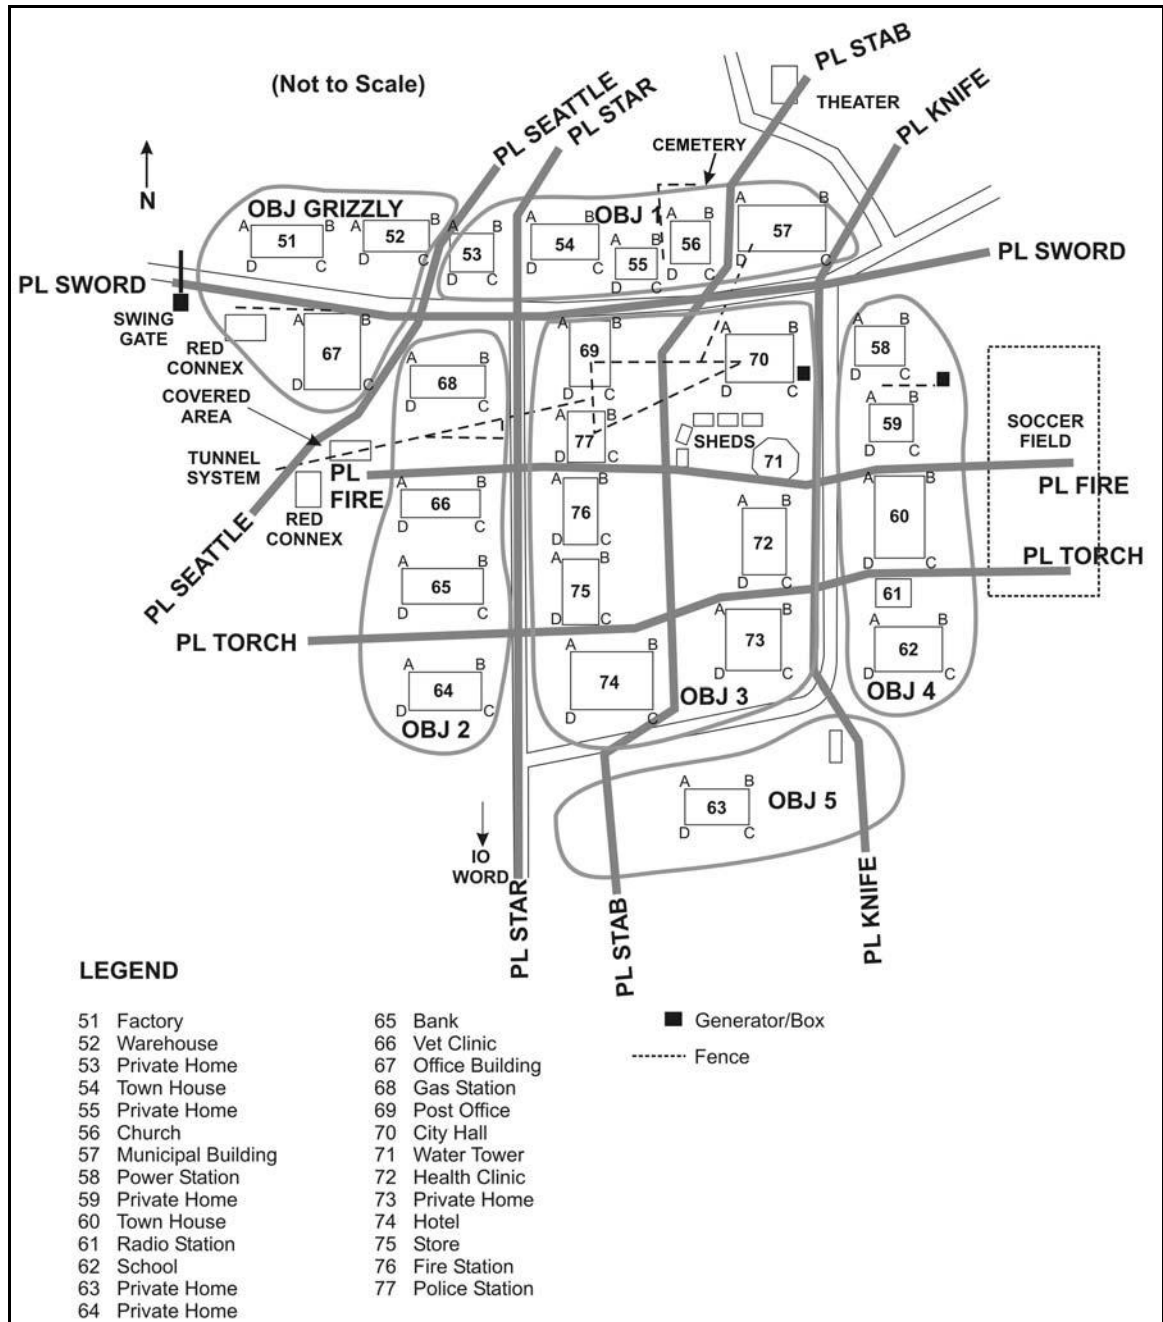 (Not to Scale)
N
PL SEATTLE
PL STAR
PL STAB
THEATER
PL KNIFE
CEMETERY
OBJ GRIZZLY
A B
51
D C
A B
52
D C
A B
53
D C
OBJ 1
A B
54
D C
A B
55
D C
A B
56
D C
A B
57
D C
PL SWORD
PL SWORD
SWING
GATE
RED
CONNEX
A B
67
D C
COVERED
AREA
TUNNEL
SYSTEM
RED
CONNEX
PL SEATTLE
A B
68
D C
PL
FIRE
A B
66
D C
A B
65
D C
PL TORCH
A B
64
D C
OBJ 2
A B
69
D C
A B
77
D C
A B
76
D C
A B
75
D C
A B
74
D C
A B
70
D C
SHEDS
71
A B
72
D C
A B
73
D C
OBJ 3
A B
58
D C
A B
59
D C
A B
60
D C
61
A B
62
D C
OBJ 4
SOCCER
FIELD
PL FIRE
PL TORCH
A B
63
D C
OBJ 5
IO
WORD
PL STAR
PL STAB
PL KNIFE
LEGEND
51 Factory
52 Warehouse
53 Private Home
54 Town House
55 Private Home
56 Church
57 Municipal Building
58 Power Station
59 Private Home
60 Town House
61 Radio Station
62 School
63 Private Home
64 Private Home
65 Bank
66 Vet Clinic
67 Office Building
68 Gas Station
69 Post Office
70 City Hall
71 Water Tower
72 Health Clinic
73 Private Home
74 Hotel
75 Store
76 Fire Station
77 Police Station
Generator/Box
Fence